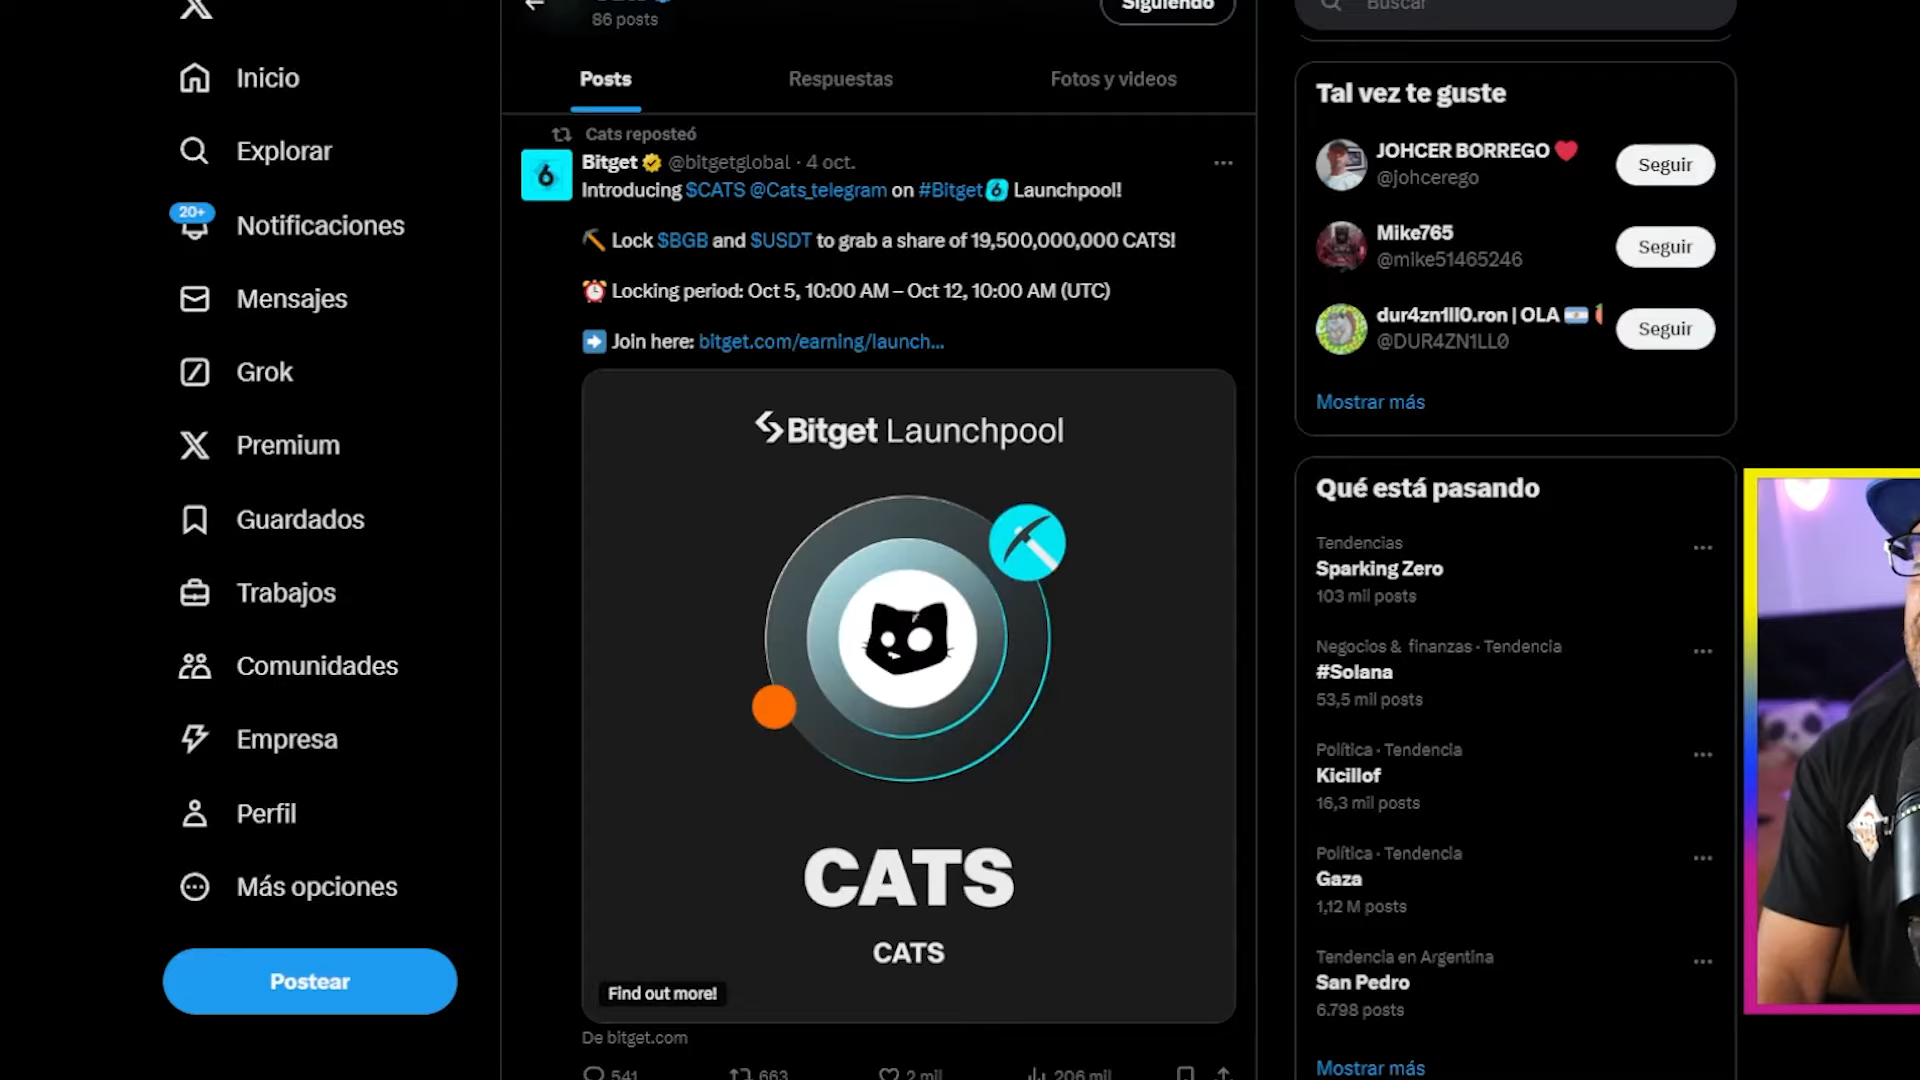 Inicio
Explorar
20+
Notificaciones
Mensajes
Grok
Premium
Guardados
Trabajos
Comunidades
Empresa
Perfil
Más opciones
Postear
86 posts
Siguiendo
Posts
Respuestas
Fotos y videos
Cats reposteó
Bitget @bitgetglobal · 4 oct.
Introducing $CATS @Cats_telegram on #Bitget Launchpool!
Lock $BGB and $USDT to grab a share of 19,500,000,000 CATS!
Locking period: Oct 5, 10:00 AM – Oct 12, 10:00 AM (UTC)
Join here: bitget.com/earning/launch...
Bitget Launchpool
CATS
CATS
Find out more!
De bitget.com
541
663
2 mil
206 mil
Buscar
Tal vez te guste
JOHCER BORREGO
@johcerego
Seguir
Mike765
@mike51465246
Seguir
dur4zn1ll0.ron | OLA
@DUR4ZN1LL0
Seguir
Mostrar más
Qué está pasando
Tendencias
Sparking Zero
103 mil posts
Negocios & finanzas · Tendencia
#Solana
53,5 mil posts
Política · Tendencia
Kicillof
16,3 mil posts
Política · Tendencia
Gaza
1,12 M posts
Tendencia en Argentina
San Pedro
6.798 posts
Mostrar más